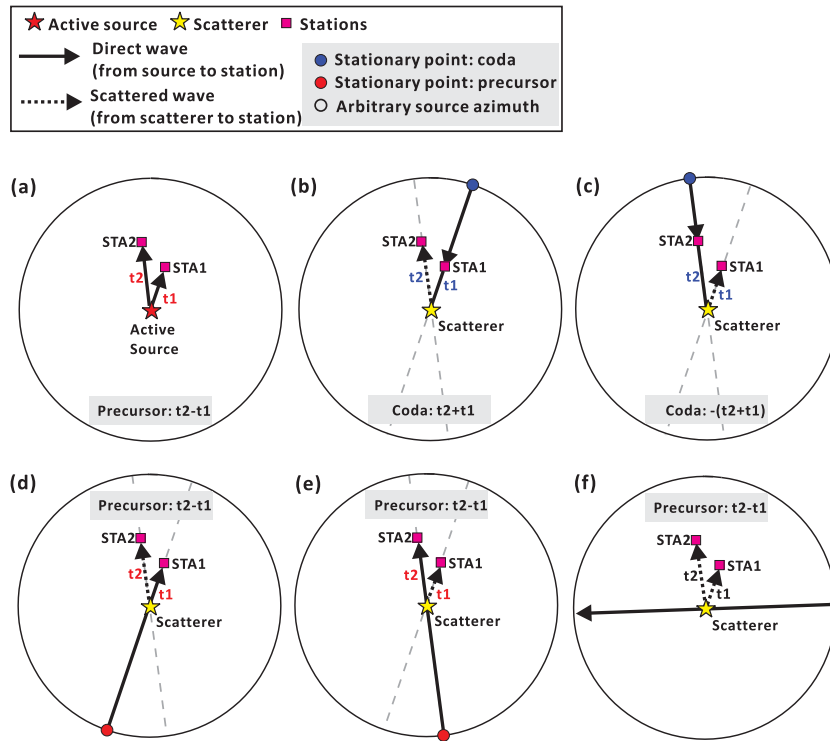 Active source Scatterer Stations
Direct wave
(from source to station)
Scattered wave
(from scatterer to station)
Stationary point: coda
Stationary point: precursor
Arbitrary source azimuth
(a)
STA2
STA1
t2
t1
Active
Source
Precursor: t2-t1
(b)
STA2
STA1
t2
t1
Scatterer
Coda: t2+t1
(c)
STA2
STA1
t2
t1
Scatterer
Coda: -(t2+t1)
(d)
Precursor: t2-t1
STA2
STA1
t2
t1
Scatterer
(e)
Precursor: t2-t1
STA2
STA1
t2
t1
Scatterer
(f)
Precursor: t2-t1
STA2
STA1
t2
t1
Scatterer